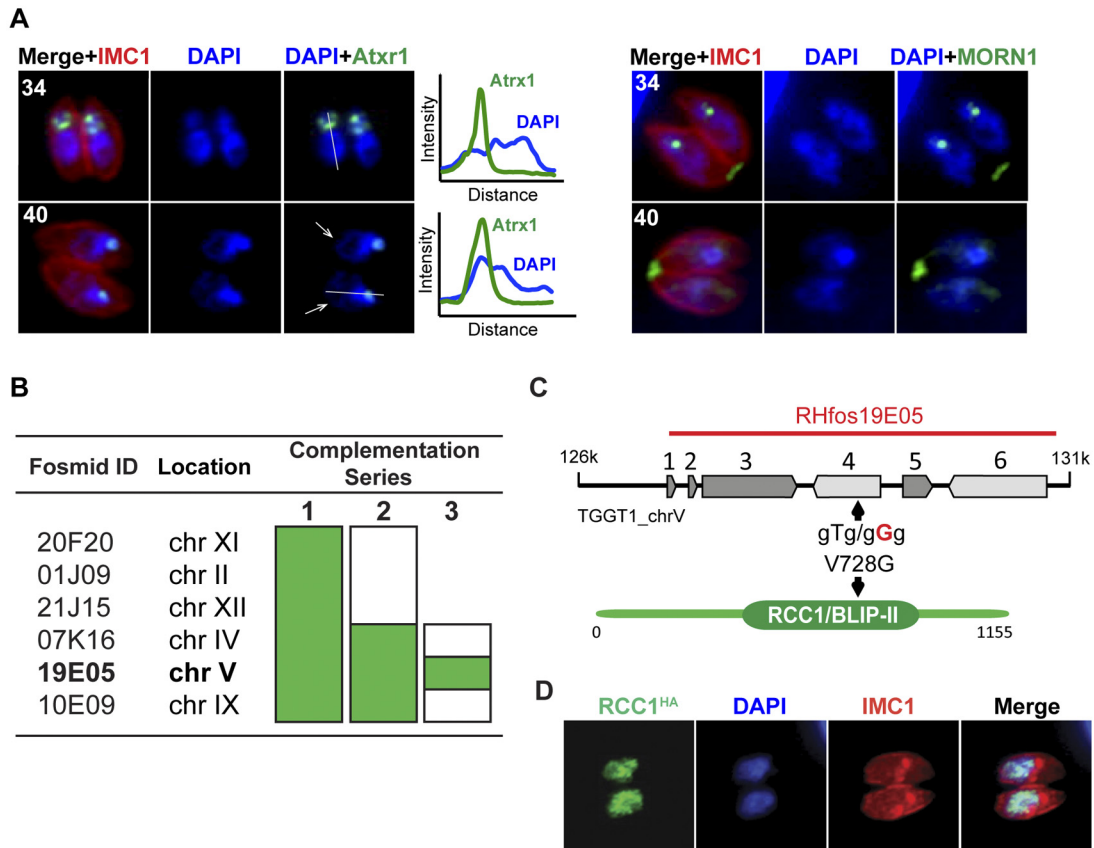 A
Merge+IMC1 DAPI DAPI+Atxr1
34
40
Intensity
Atrx1
DAPI
Distance
Intensity
Atrx1
DAPI
Distance
Merge+IMC1 DAPI DAPI+MORN1
34
40
B
Fosmid ID Location Complementation Series
1 2 3
20F20 chr XI
01J09 chr II
21J15 chr XII
07K16 chr IV
19E05 chr V
10E09 chr IX
C
RHfos19E05
126k 131k
1 2 3 4 5 6
TGGT1_chrV
gTg/gGg
V728G
RCC1/BLIP-II
0 1155
D
RCC1HA DAPI IMC1 Merge